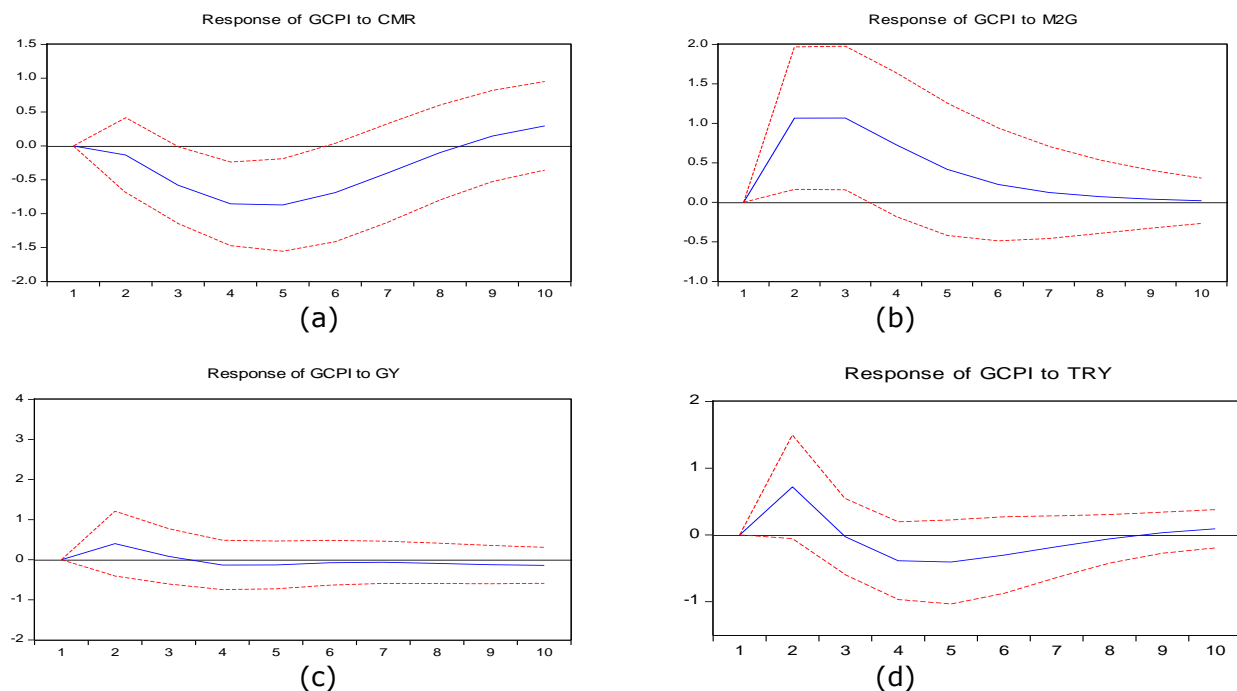 Response of GCPI to CMR
1.5
1.0
0.5
0.0
-0.5
-1.0
-1.5
-2.0
1 2 3 4 5 6 7 8 9 10
(a)
Response of GCPI to M2G
2.0
1.5
1.0
0.5
0.0
-0.5
-1.0
1 2 3 4 5 6 7 8 9 10
(b)
Response of GCPI to GY
4
3
2
1
0
-1
-2
1 2 3 4 5 6 7 8 9 10
(c)
Response of GCPI to TRY
2
1
0
-1
1 2 3 4 5 6 7 8 9 10
(d)